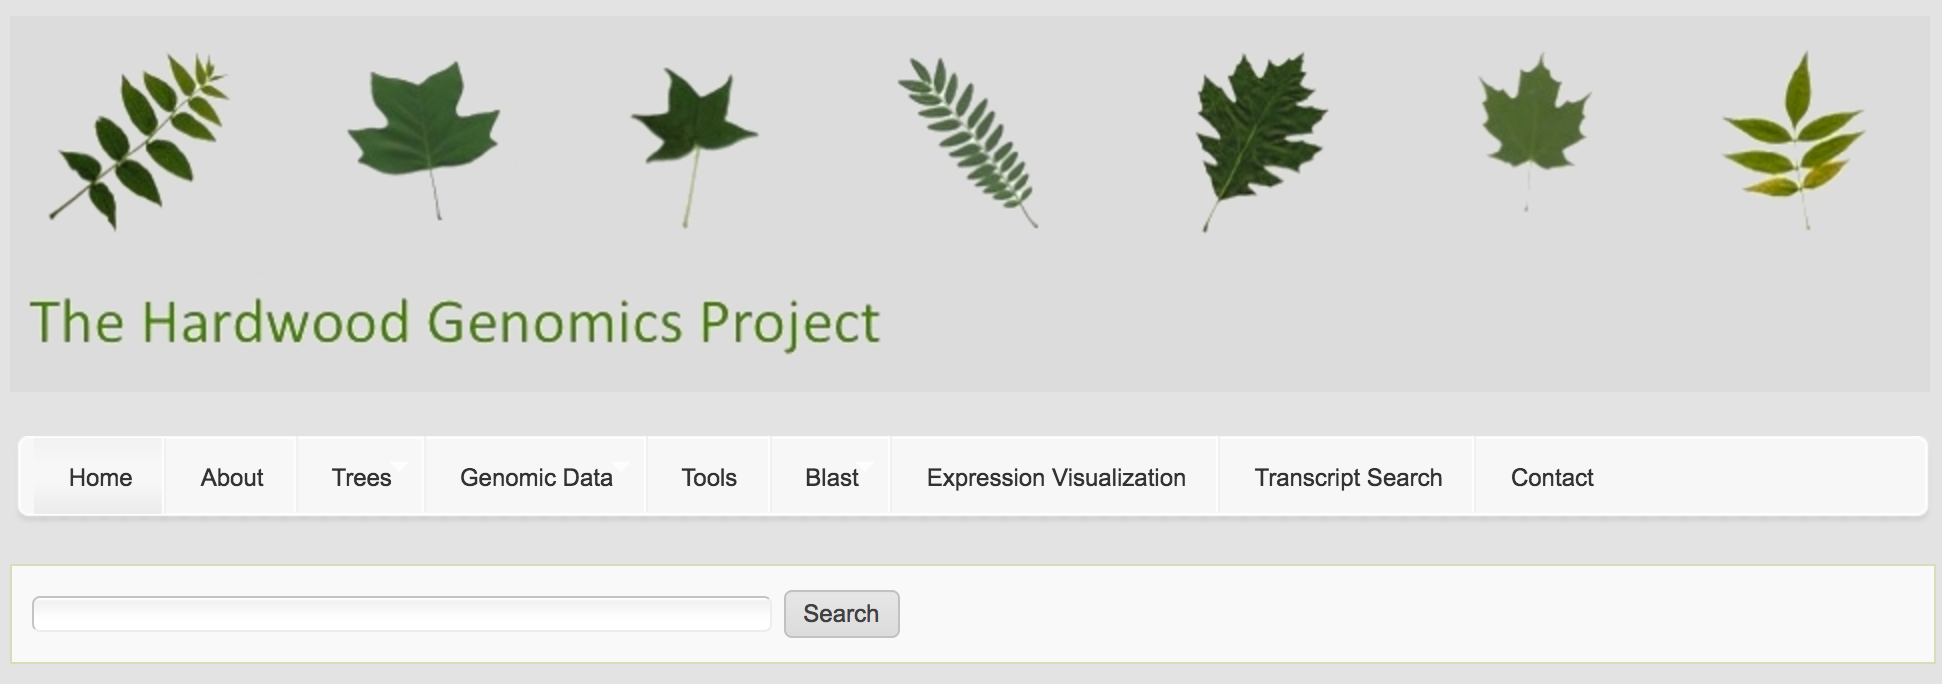 The Hardwood Genomics Project
Home About Trees Genomic Data Tools Blast Expression Visualization Transcript Search Contact
Search